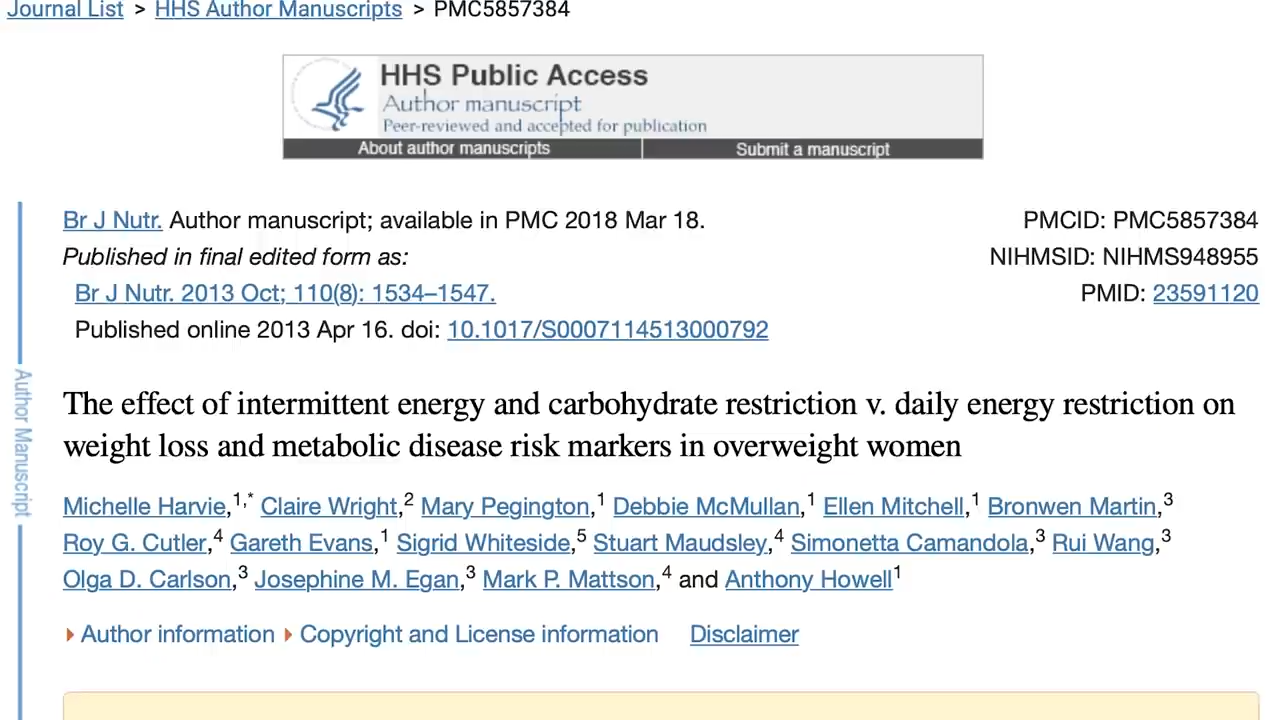 Journal List > HHS Author Manuscripts > PMC5857384
HHS Public Access
Author manuscript
Peer-reviewed and accepted for publication
About author manuscripts Submit a manuscript
Br J Nutr. Author manuscript; available in PMC 2018 Mar 18. PMCID: PMC5857384
Published in final edited form as: NIHMSID: NIHMS948955
Br J Nutr. 2013 Oct; 110(8): 1534–1547. PMID: 23591120
Published online 2013 Apr 16. doi: 10.1017/S0007114513000792
Author Manuscript
The effect of intermittent energy and carbohydrate restriction v. daily energy restriction on
weight loss and metabolic disease risk markers in overweight women
Michelle Harvie,1,* Claire Wright,2 Mary Pegington,1 Debbie McMullan,1 Ellen Mitchell,1 Bronwen Martin,3
Roy G. Cutler,4 Gareth Evans,1 Sigrid Whiteside,5 Stuart Maudsley,4 Simonetta Camandola,3 Rui Wang,3
Olga D. Carlson,3 Josephine M. Egan,3 Mark P. Mattson,4 and Anthony Howell1
Author information Copyright and License information Disclaimer